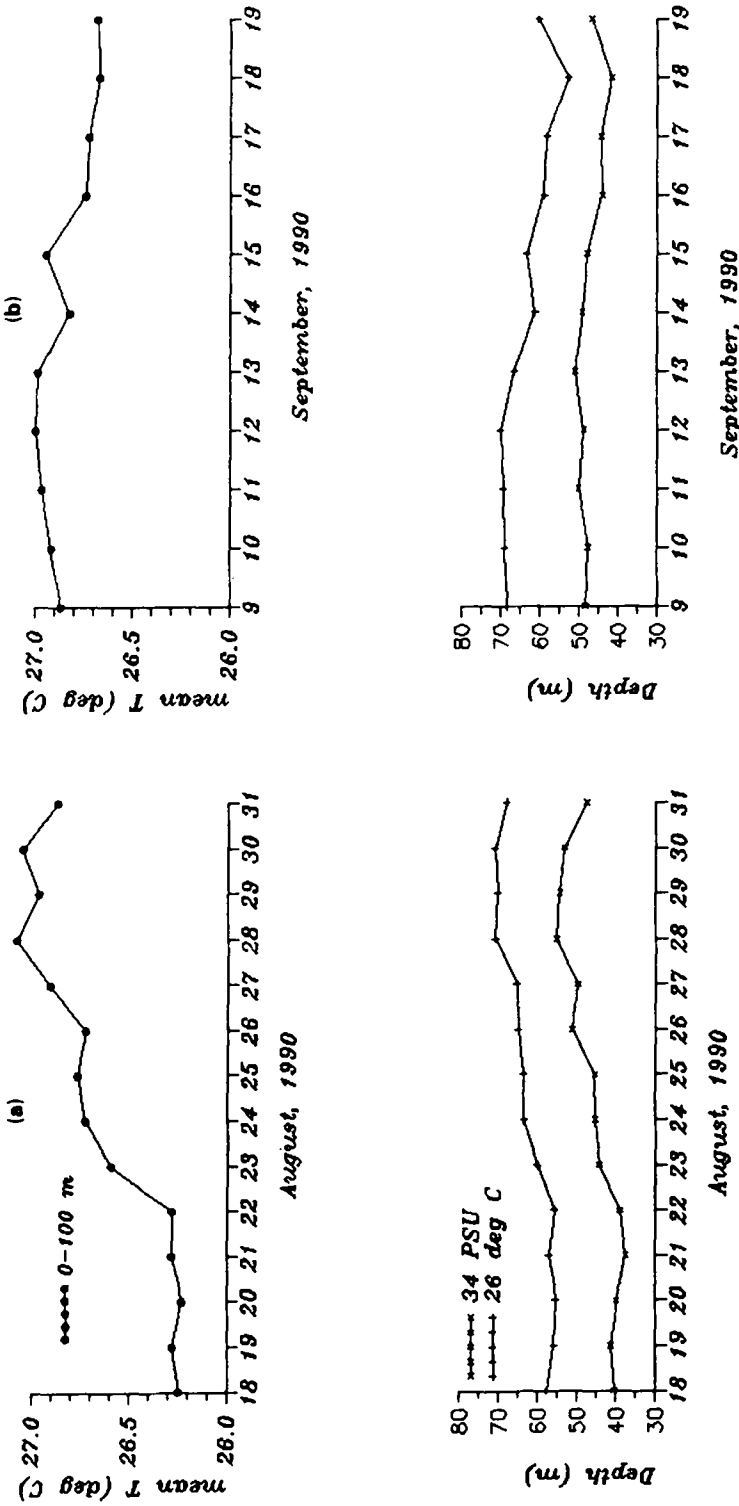 (a)
27.0
26.5
26.0
mean T (deg C)
0-100 m
18 19 20 21 22 23 24 25 26 27 28 29 30 31
August, 1990
80
70
60
50
40
30
Depth (m)
34 PSU
26 deg C
18 19 20 21 22 23 24 25 26 27 28 29 30 31
August, 1990
(b)
27.0
26.5
26.0
mean T (deg C)
9 10 11 12 13 14 15 16 17 18 19
September, 1990
80
70
60
50
40
30
Depth (m)
9 10 11 12 13 14 15 16 17 18 19
September, 1990